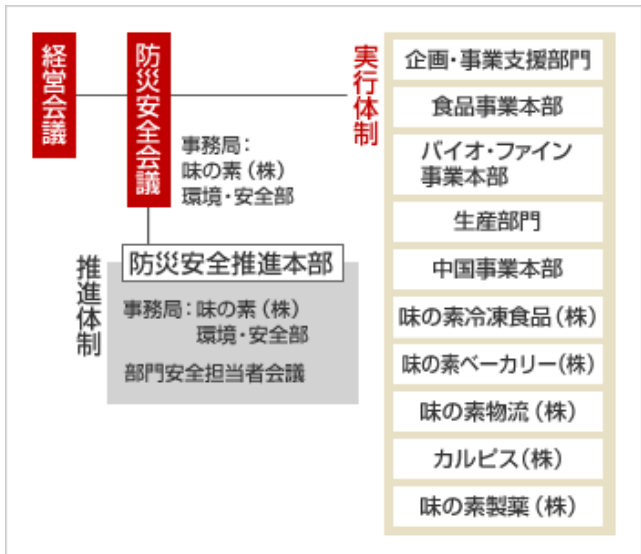 経営会議
防災安全会議
事務局：
味の素（株）
環境・安全部
推進体制
防災安全推進本部
事務局：味の素（株）
環境・安全部
部門安全担当者会議
実行体制
企画・事業支援部門
食品事業本部
バイオ・ファイン
事業本部
生産部門
中国事業本部
味の素冷凍食品（株）
味の素ベーカリー（株）
味の素物流（株）
カルピス（株）
味の素製薬（株）